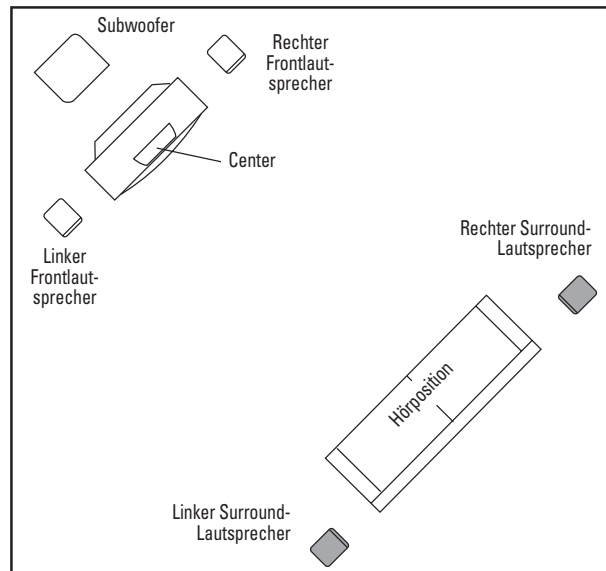 Subwoofer
Rechter
Frontlaut-
sprecher
Center
Linker
Frontlaut-
sprecher
Rechter Surround-
Lautsprecher
Hörposition
Linker Surround-
Lautsprecher